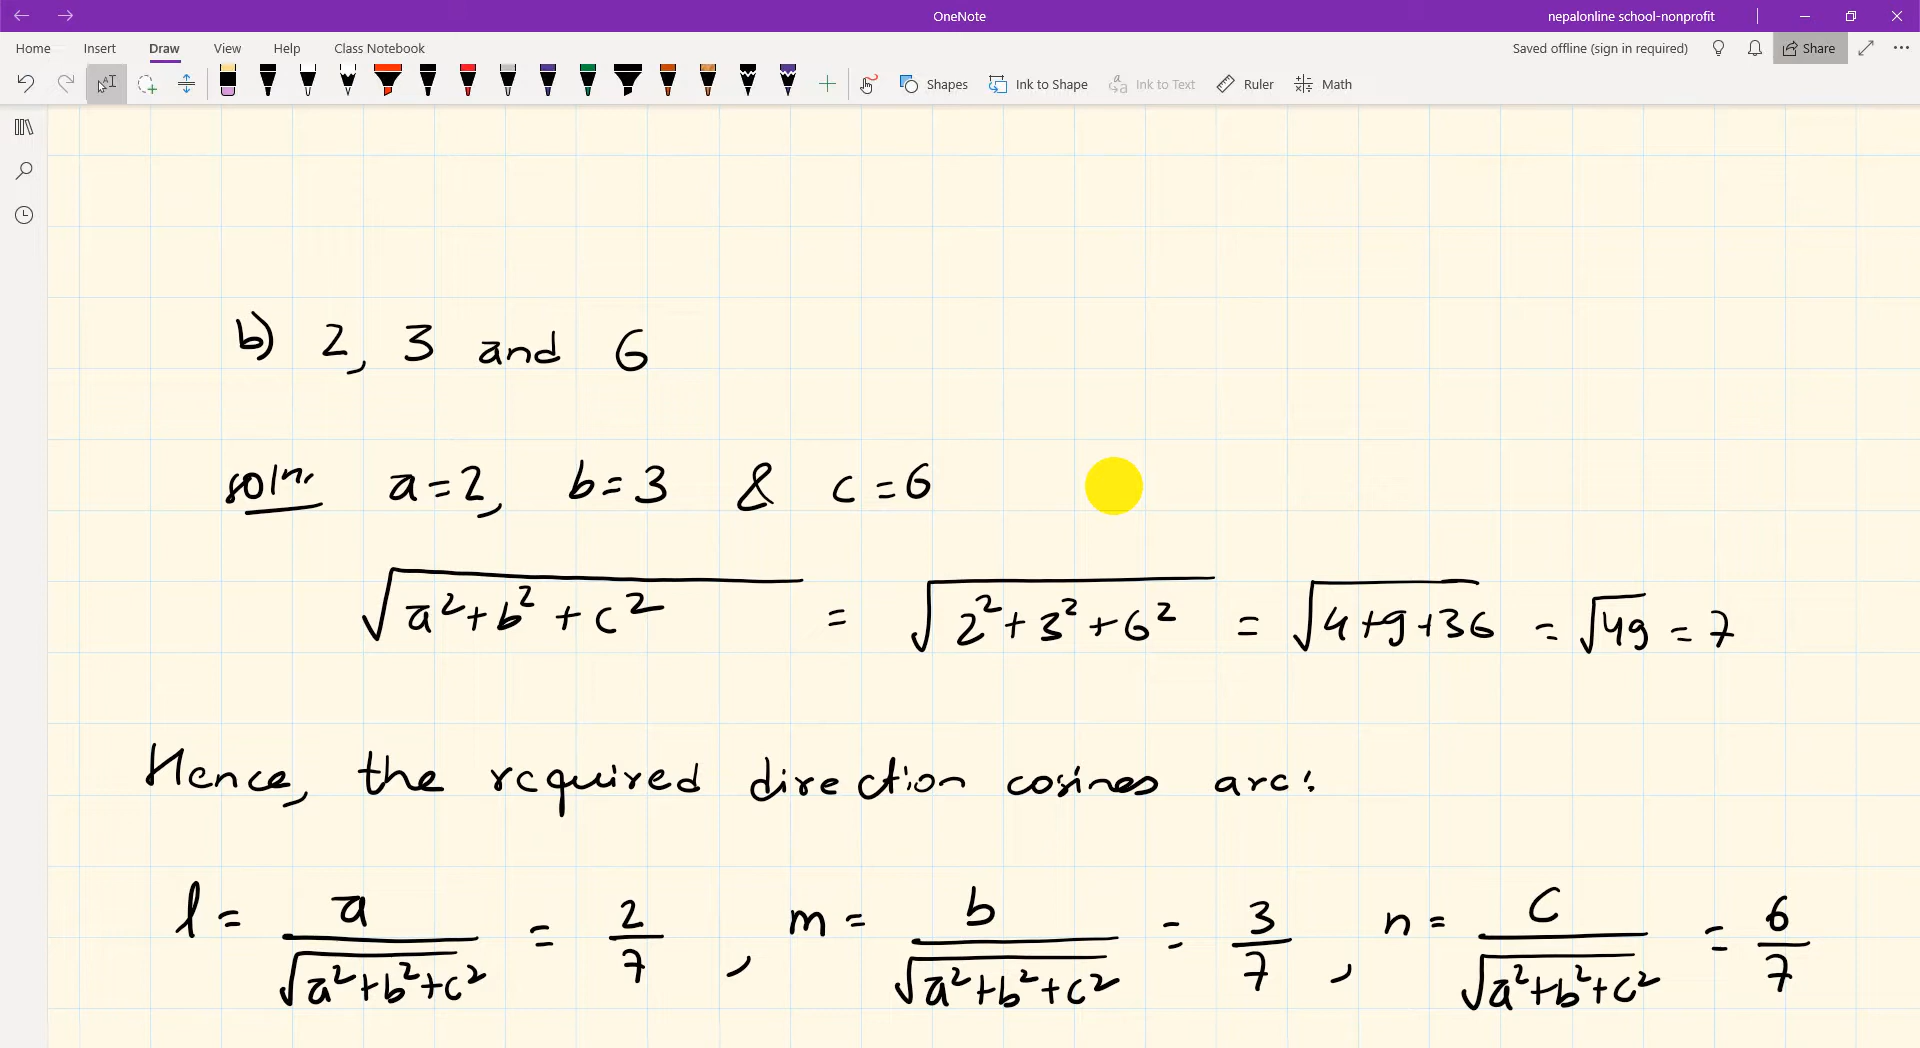 OneNote
nepalonline school-nonprofit
Home Insert Draw View Help Class Notebook
Saved offline (sign in required) Share
Shapes Ink to Shape Ink to Text Ruler Math
b) 2, 3 and 6
soln. a=2, b=3 & c=6
√(a²+b²+c²) = √(2²+3²+6²) = √(4+9+36) = √49 = 7
Hence, the required direction cosines are:
l = a/√(a²+b²+c²) = 2/7, m = b/√(a²+b²+c²) = 3/7, n = c/√(a²+b²+c²) = 6/7